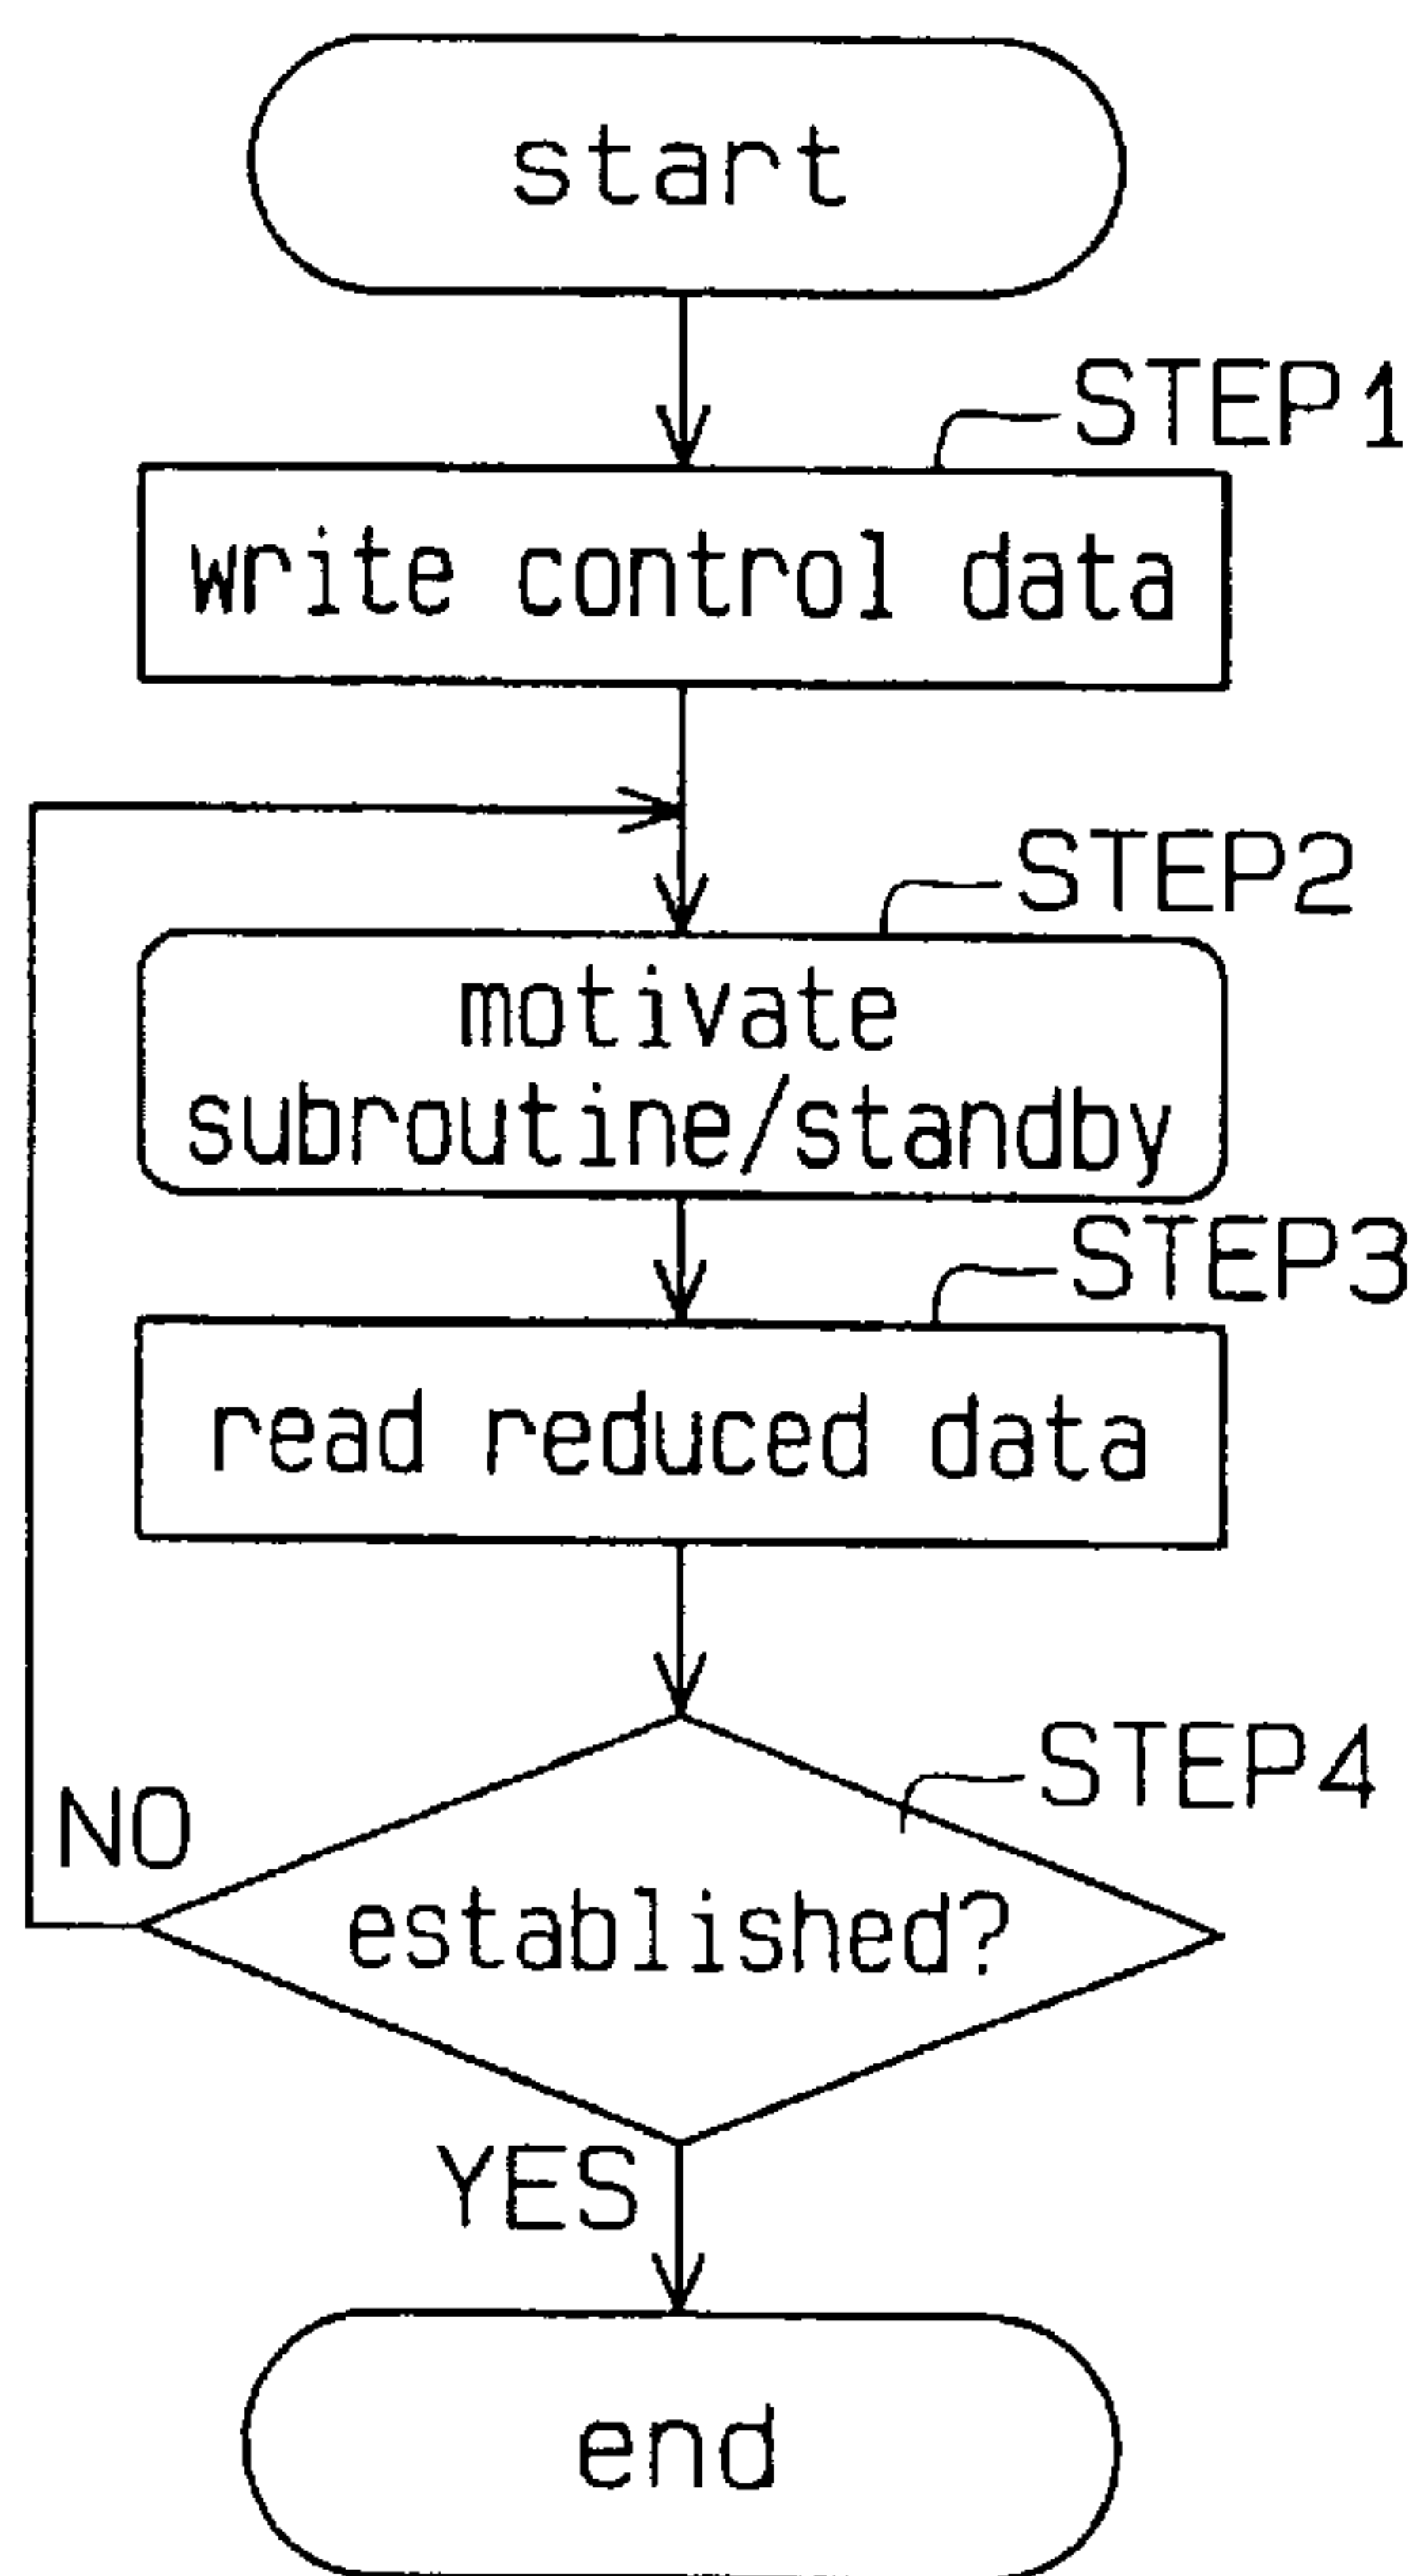 start
STEP1
write control data
STEP2
motivate
subroutine/standby
STEP3
read reduced data
STEP4
NO
established?
YES
end